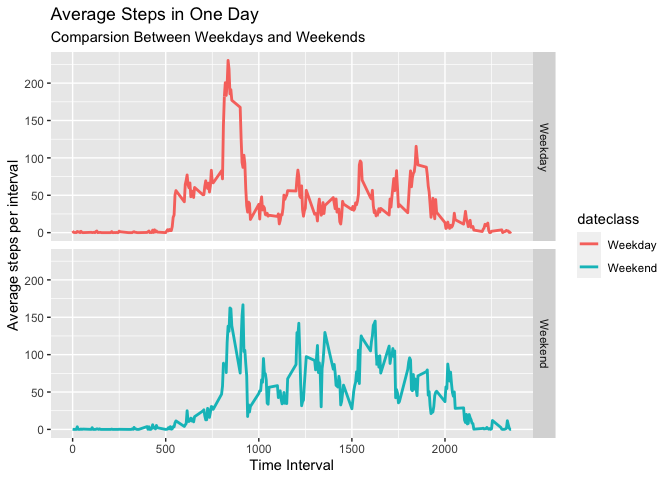 Average Steps in One Day
Comparsion Between Weekdays and Weekends
Average steps per interval
200
150
100
50
0
Weekday
200
150
100
50
0
Weekend
0 500 1000 1500 2000
Time Interval
dateclass
Weekday
Weekend